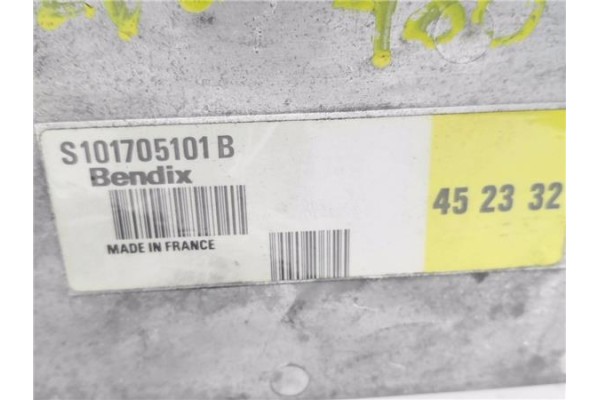 S101705101 B
Bendix
MADE IN FRANCE
45 23 32